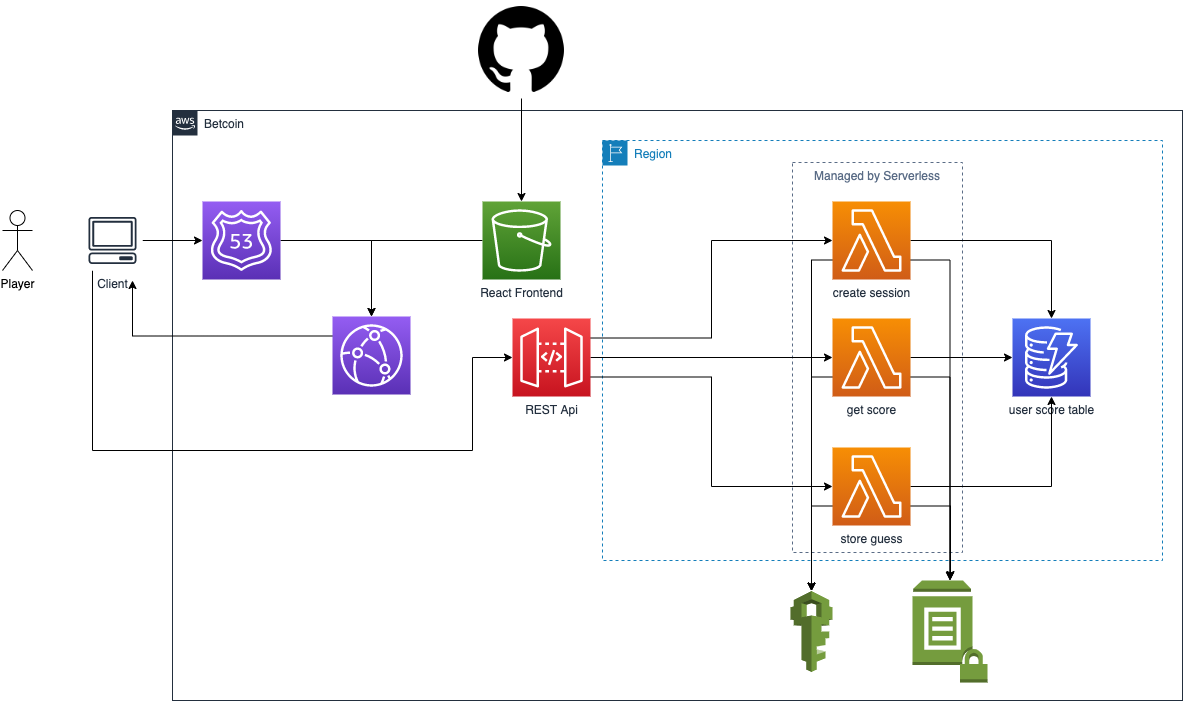 aws
Betcoin
Region
Managed by Serverless
53
Player
Client
React Frontend
create session
</>
REST Api
get score
user score table
store guess